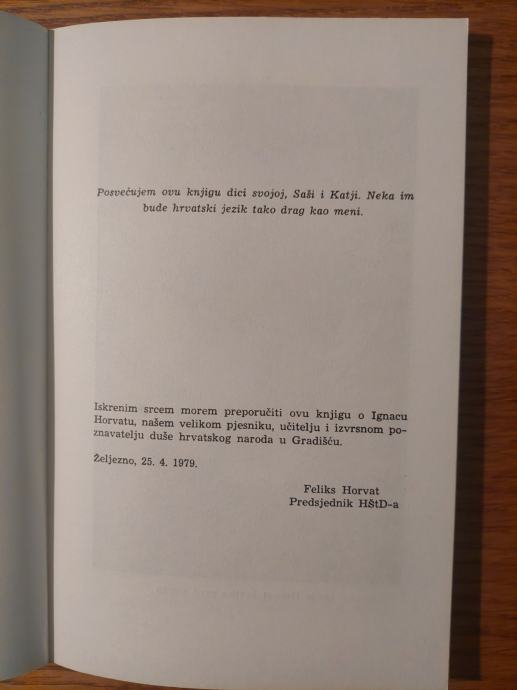 Posvećujem ovu knjigu dici svojoj, Saši i Katji. Neka im
bude hrvatski jezik tako drag kao meni.
Iskrenim srcem morem preporučiti ovu knjigu o Ignacu
Horvatu, našem velikom pjesniku, učitelju i izvrsnom po-
znavatelju duše hrvatskog naroda u Gradišću.
Željezno, 25. 4. 1979.
Feliks Horvat
Predsjednik HŠtD-a